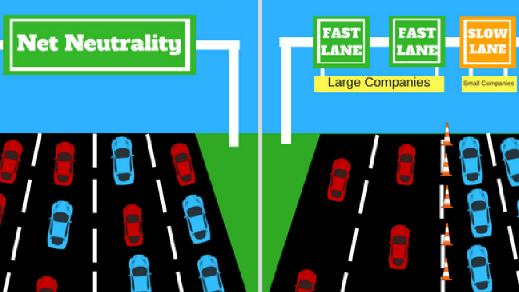 Net Neutrality
FAST
LANE
FAST
LANE
SLOW
LANE
Large Companies
Small Companies